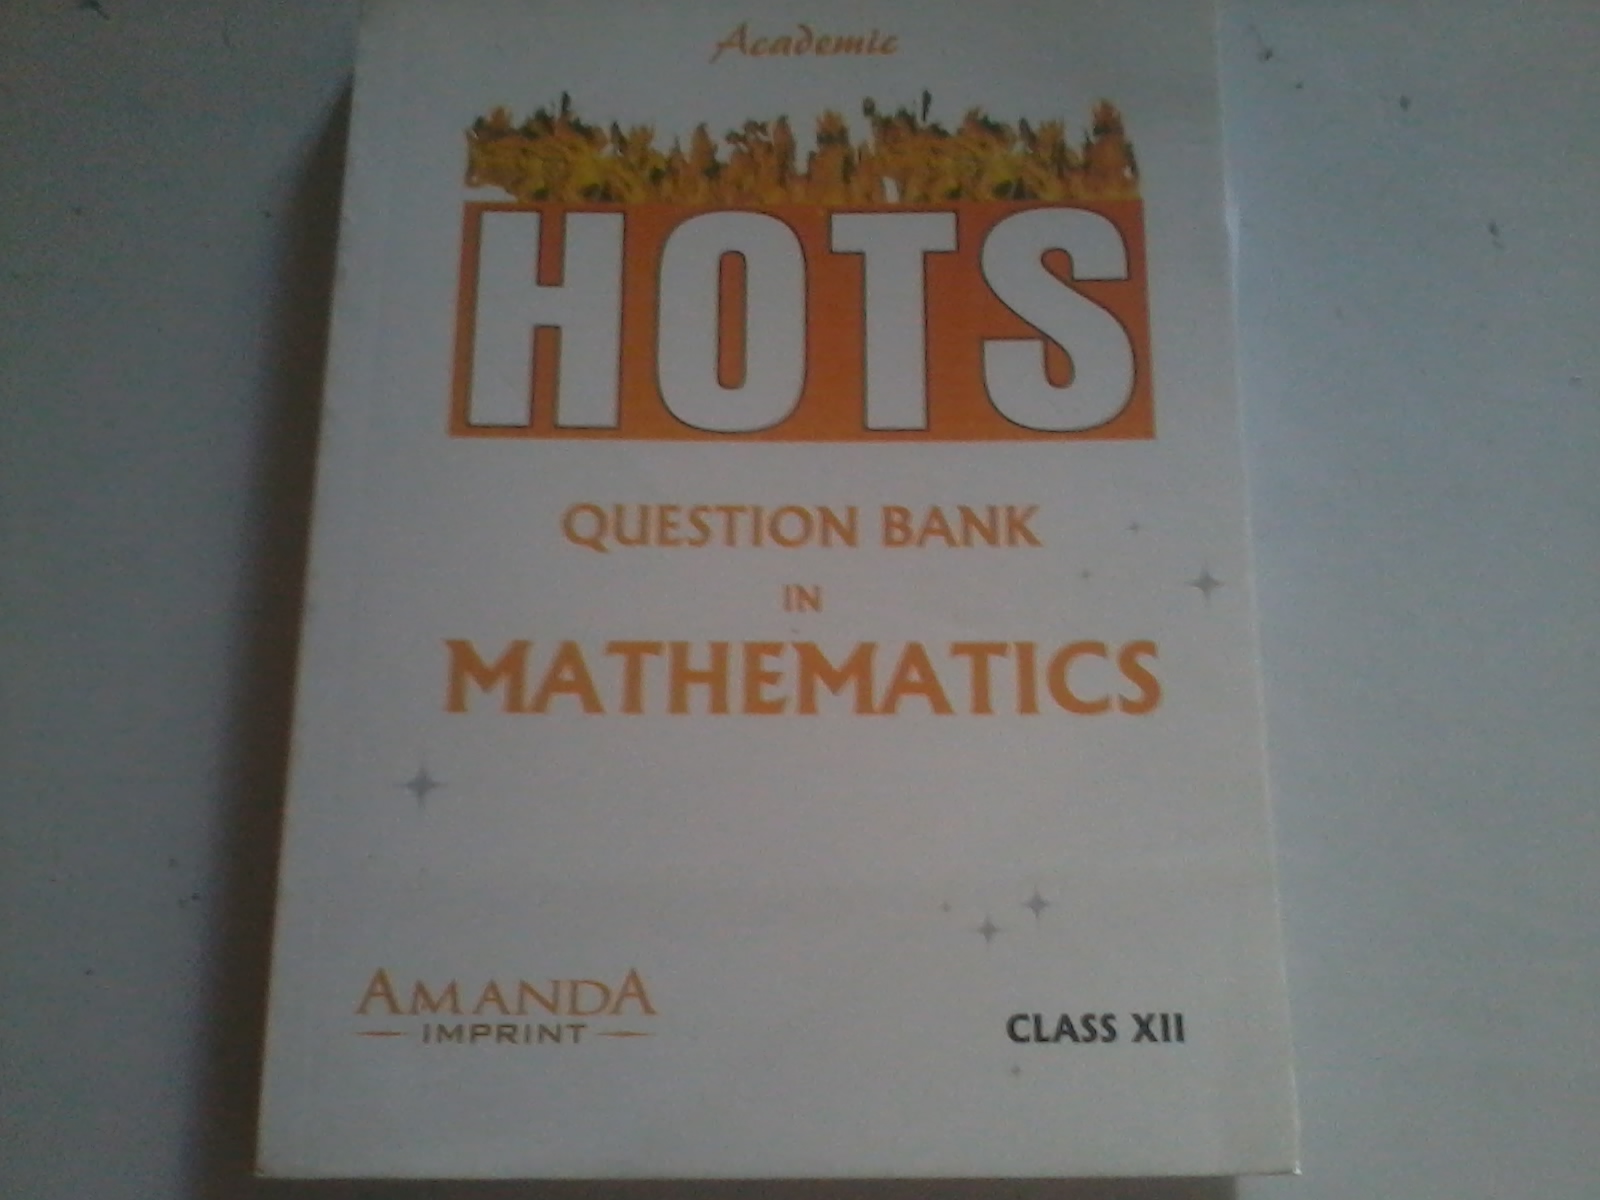 Academic
HOTS
QUESTION BANK
IN
MATHEMATICS
AMANDA
IMPRINT
CLASS XII